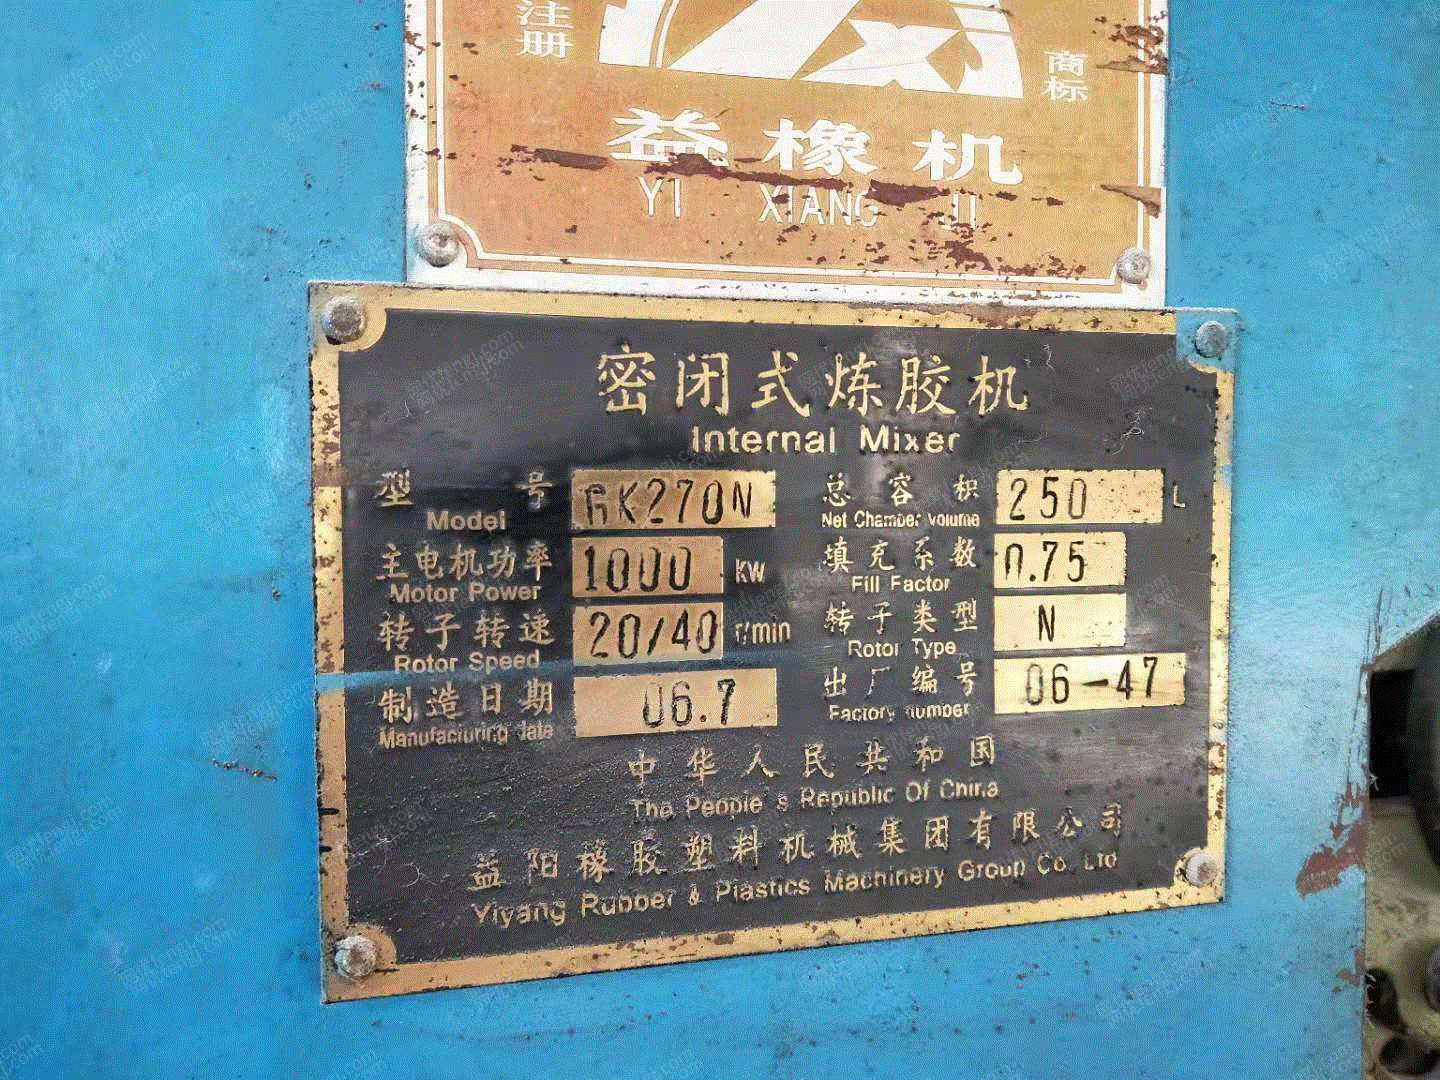 注册
商标
益橡机
YI XIANG JI
密闭式炼胶机
Internal Mixer
型号 GK270N
Model
总容积 250 L
Net Chamber volume
主电机功率 1000 kw
Motor Power
填充系数 0.75
Fill Factor
转子转速 20/40 r/min
Rotor Speed
转子类型 N
Rotor Type
制造日期 06.7
Manufacturing date
出厂编号 06-47
Factory number
中华人民共和国
The People's Republic Of China
益阳橡胶塑料机械集团有限公司
Yiyang Rubber & Plastics Machinery Group Co. Ltd